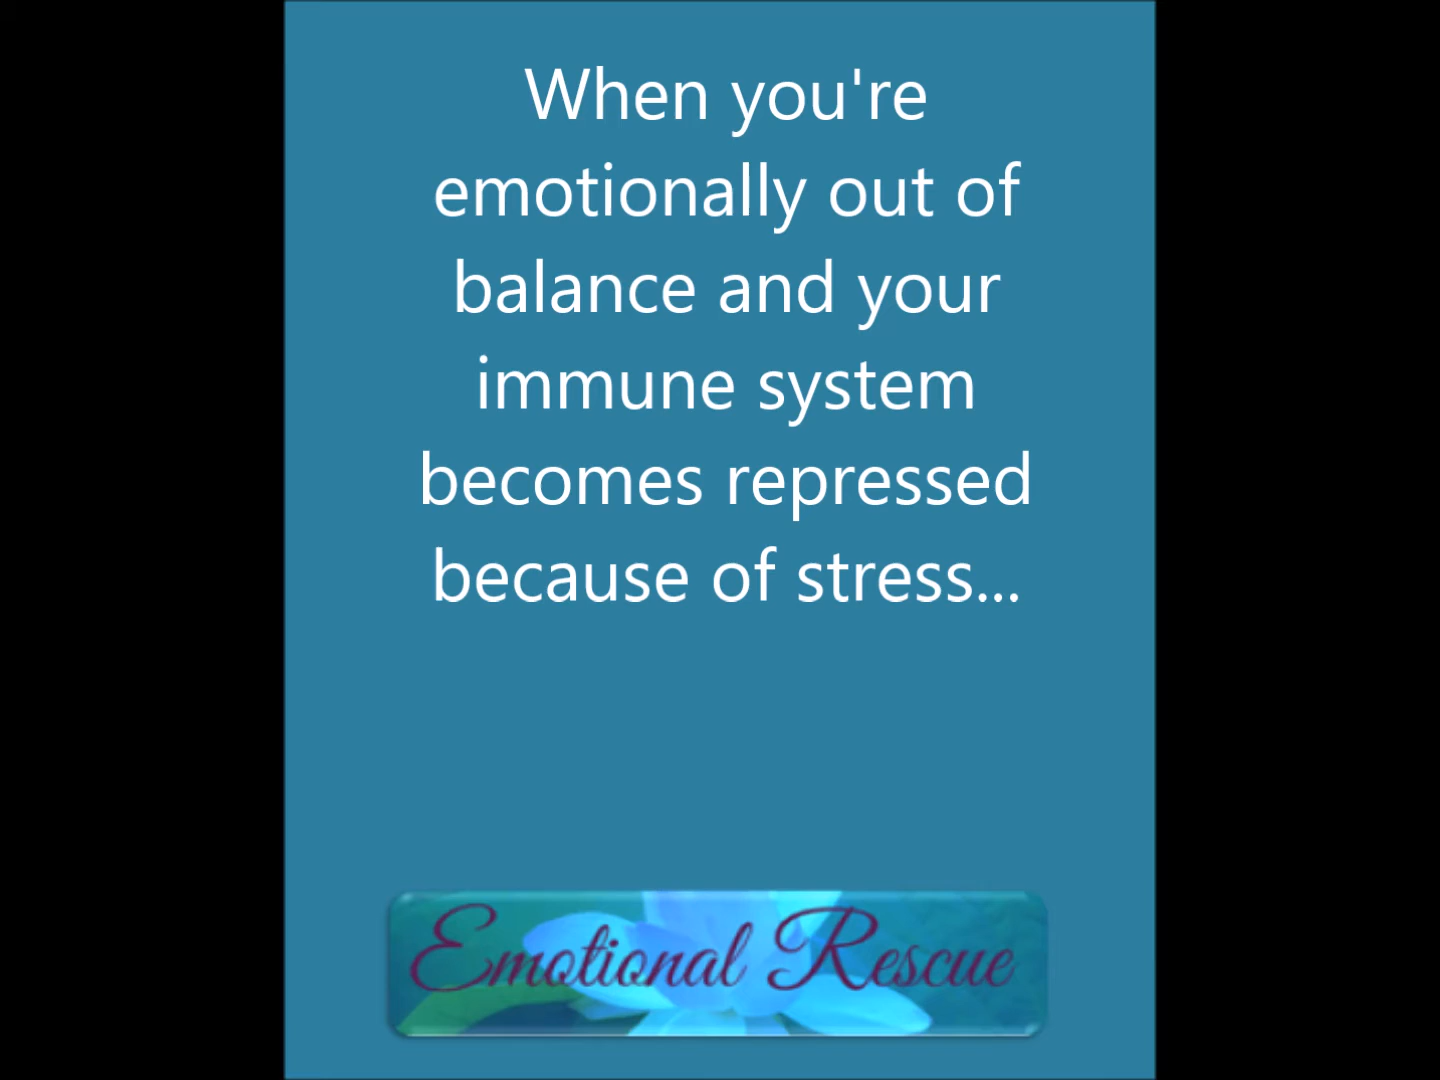 When you're
emotionally out of
balance and your
immune system
becomes repressed
because of stress...
Emotional Rescue